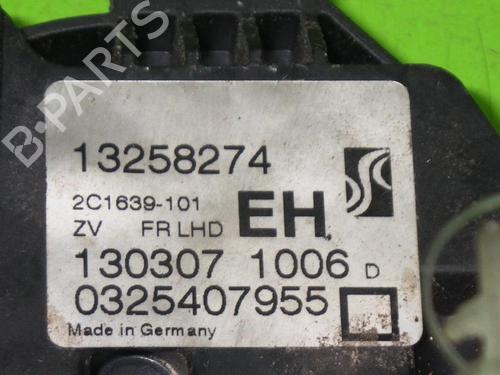 B-PARTS
13258274
2C1639-101
ZV FR LHD EH
130307 1006 D
0325407955
Made in Germany